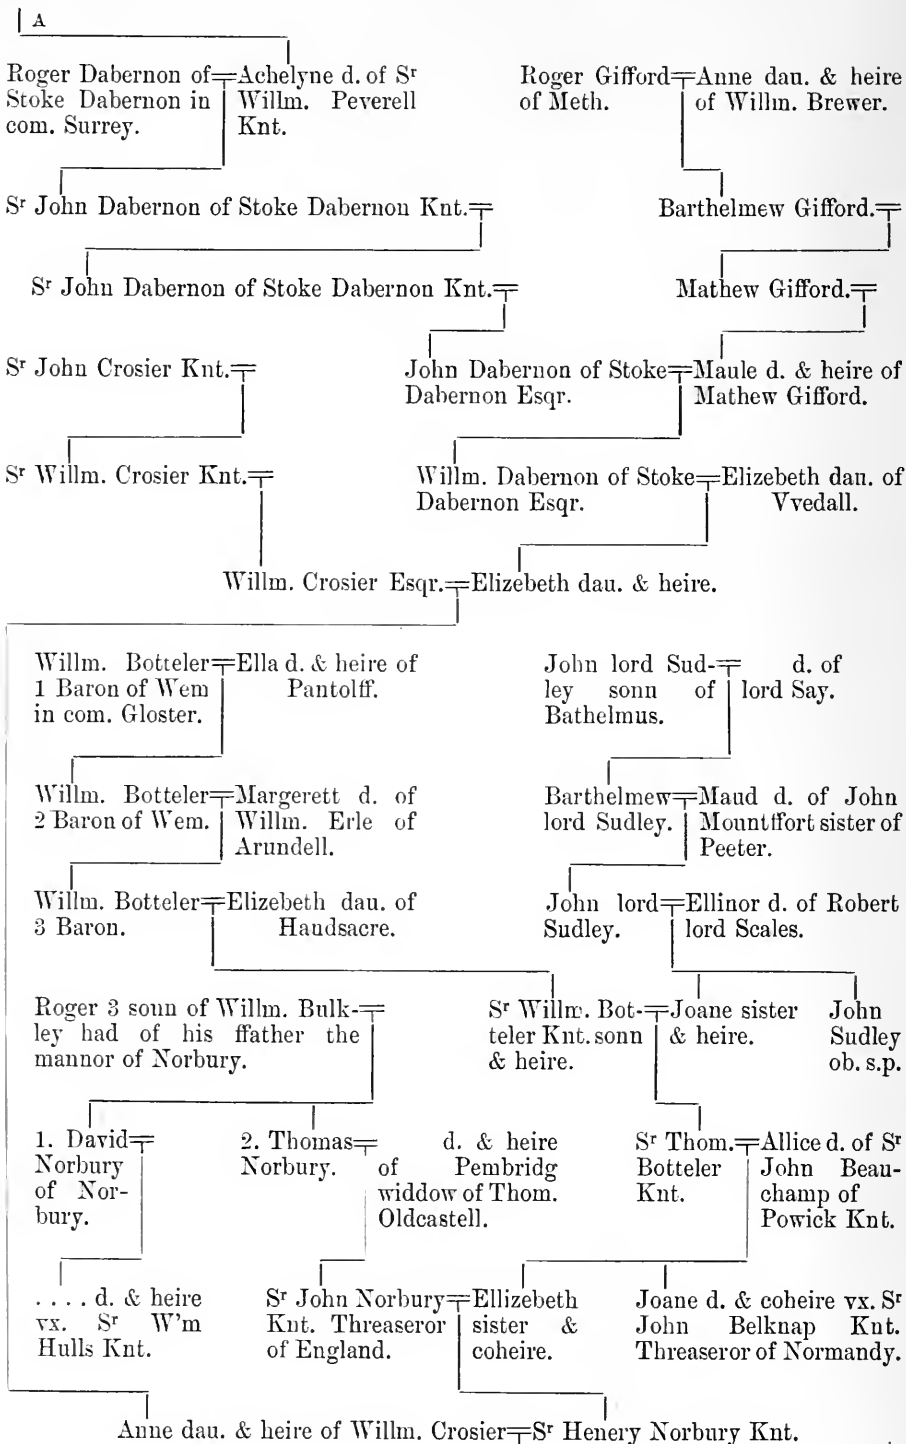 A
Roger Dabernon of Achelyne d. of Sr
Stoke Dabernon in Willm. Peverell
com. Surrey. Knt.
Roger Gifford Anne dau. & heire
of Meth. of Willm. Brewer.
Sr John Dabernon of Stoke Dabernon Knt.
Barthelmew Gifford.
Sr John Dabernon of Stoke Dabernon Knt.
Mathew Gifford.
Sr John Crosier Knt.
John Dabernon of Stoke Maule d. & heire of
Dabernon Esqr. Mathew Gifford.
Sr Willm. Crosier Knt.
Willm. Dabernon of Stoke Elizebeth dau. of
Dabernon Esqr. Vvedall.
Willm. Crosier Esqr. Elizebeth dau. & heire.
Willm. Botteler Ella d. & heire of
1 Baron of Wem Pantolff.
in com. Gloster.
John lord Sud- d. of
ley sonn of lord Say.
Bathelmus.
Willm. Botteler Margerett d. of
2 Baron of Wem. Willm. Erle of
Arundell.
Barthelmew Maud d. of John
lord Sudley. Mountffort sister of
Peeter.
Willm. Botteler Elizebeth dau. of
3 Baron. Handsacre.
John lord Ellinor d. of Robert
Sudley. lord Scales.
Roger 3 sonn of Willm. Bulk-
ley had of his ffather the
mannor of Norbury.
Sr Willm. Bot- Joane sister
teler Knt. sonn & heire.
& heire.
John
Sudley
ob. s.p.
1. David
Norbury
of Nor-
bury.
2. Thomas d. & heire
Norbury. of Pembridg
widdow of Thom.
Oldcastell.
Sr Thom. Allice d. of Sr
Botteler John Beau-
Knt. champ of
Powick Knt.
. . . . d. & heire
vx. Sr W'm
Hulls Knt.
Sr John Norbury Ellizebeth
Knt. Threaseror sister &
of England. coheire.
Joane d. & coheire vx. Sr
John Belknap Knt.
Threaseror of Normandy.
Anne dau. & heire of Willm. Crosier Sr Henery Norbury Knt.